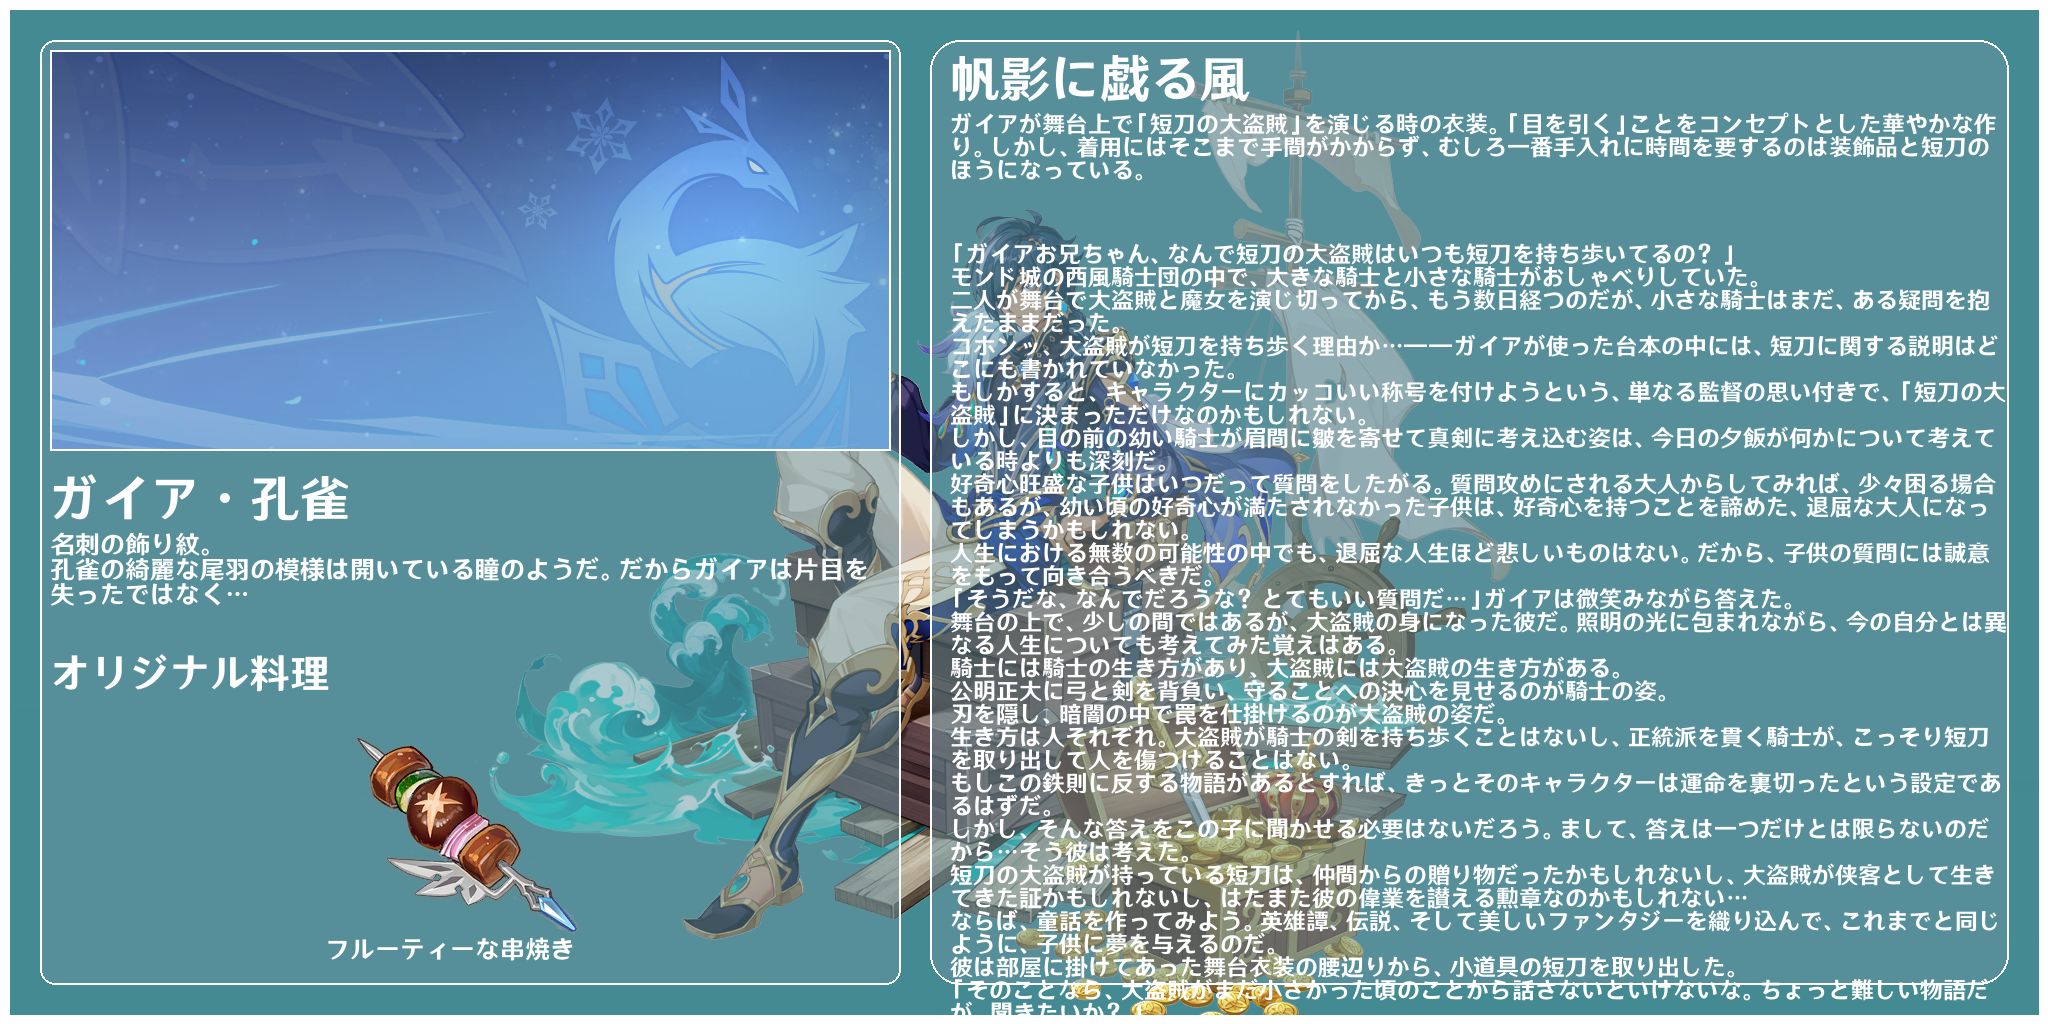 ガイア・孔雀
名刺の飾り紋。
孔雀の綺麗な尾羽の模様は開いている瞳のようだ。だからガイアは片目を
失ったではなく…
オリジナル料理
フルーティーな串焼き
帆影に戯る風
ガイアが舞台上で「短刀の大盗賊」を演じる時の衣装。「目を引く」ことをコンセプトとした華やかな作
り。しかし、着用にはそこまで手間がかからず、むしろ一番手入れに時間を要するのは装飾品と短刀の
ほうになっている。
「ガイアお兄ちゃん、なんで短刀の大盗賊はいつも短刀を持ち歩いてるの？」
モンド城の西風騎士団の中で、大きな騎士と小さな騎士がおしゃべりしていた。
二人が舞台で大盗賊と魔女を演じ切ってから、もう数日経つのだが、小さな騎士はまだ、ある疑問を抱
えたままだった。
コホンッ、大盗賊が短刀を持ち歩く理由か…——ガイアが使った台本の中には、短刀に関する説明はど
こにも書かれていなかった。
もしかすると、キャラクターにカッコいい称号を付けようという、単なる監督の思い付きで、「短刀の大
盗賊」に決まっただけなのかもしれない。
しかし、目の前の幼い騎士が眉間に皺を寄せて真剣に考え込む姿は、今日の夕飯が何かについて考えて
いる時よりも深刻だ。
好奇心旺盛な子供はいつだって質問をしたがる。質問攻めにされる大人からしてみれば、少々困る場合
もあるが、幼い頃の好奇心が満たされなかった子供は、好奇心を持つことを諦めた、退屈な大人になっ
てしまうかもしれない。
人生における無数の可能性の中でも、退屈な人生ほど悲しいものはない。だから、子供の質問には誠意
をもって向き合うべきだ。
「そうだな、なんでだろうな？とてもいい質問だ…」ガイアは微笑みながら答えた。
舞台の上で、少しの間ではあるが、大盗賊の身になった彼だ。照明の光に包まれながら、今の自分とは異
なる人生についても考えてみた覚えはある。
騎士には騎士の生き方があり、大盗賊には大盗賊の生き方がある。
公明正大に弓と剣を背負い、守ることへの決心を見せるのが騎士の姿。
刃を隠し、暗闇の中で罠を仕掛けるのが大盗賊の姿だ。
生き方は人それぞれ。大盗賊が騎士の剣を持ち歩くことはないし、正統派を貫く騎士が、こっそり短刀
を取り出して人を傷つけることはない。
もしこの鉄則に反する物語があるとすれば、きっとそのキャラクターは運命を裏切ったという設定であ
るはずだ。
しかし、そんな答えをこの子に聞かせる必要はないだろう。まして、答えは一つだけとは限らないのだ
から…そう彼は考えた。
短刀の大盗賊が持っている短刀は、仲間からの贈り物だったかもしれないし、大盗賊が侠客として生き
てきた証かもしれないし、はたまた彼の偉業を讃える勲章なのかもしれない…
ならば、童話を作ってみよう。英雄譚、伝説、そして美しいファンタジーを織り込んで、これまでと同じ
ように、子供に夢を与えるのだ。
彼は部屋に掛けてあった舞台衣装の腰辺りから、小道具の短刀を取り出した。
「そのことなら、大盗賊がまだ小さかった頃のことから話さないといけないな。ちょっと難しい物語だ
が、聞きたいか？」